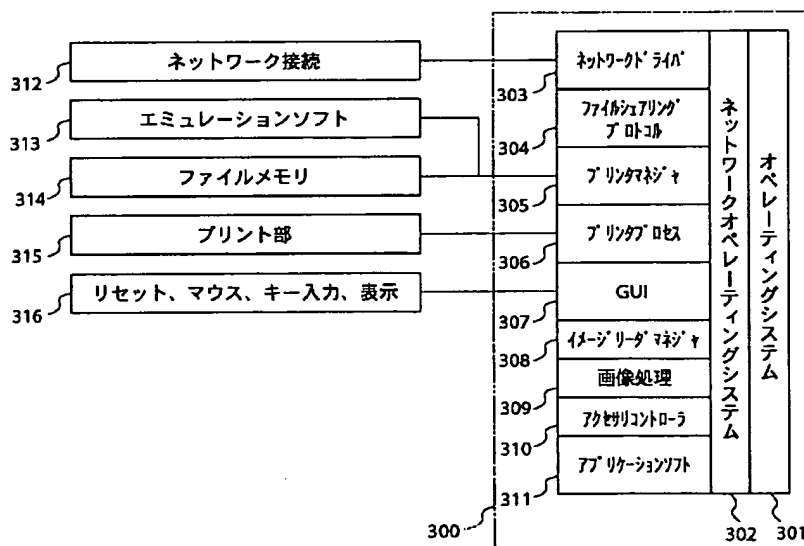 ネットワーク接続
312
エミュレーションソフト
313
ファイルメモリ
314
プリント部
315
リセット、マウス、キー入力、表示
316
ネットワークドライバ
303
ファイルシェアリング
プロトコル
304
プリンタマネジャ
305
プリンタプロセス
306
GUI
307
イメージリーダマネジャ
308
画像処理
309
アクセサリコントローラ
310
アプリケーションソフト
311
ネットワークオペレーティングシステム
302
オペレーティングシステム
301
300